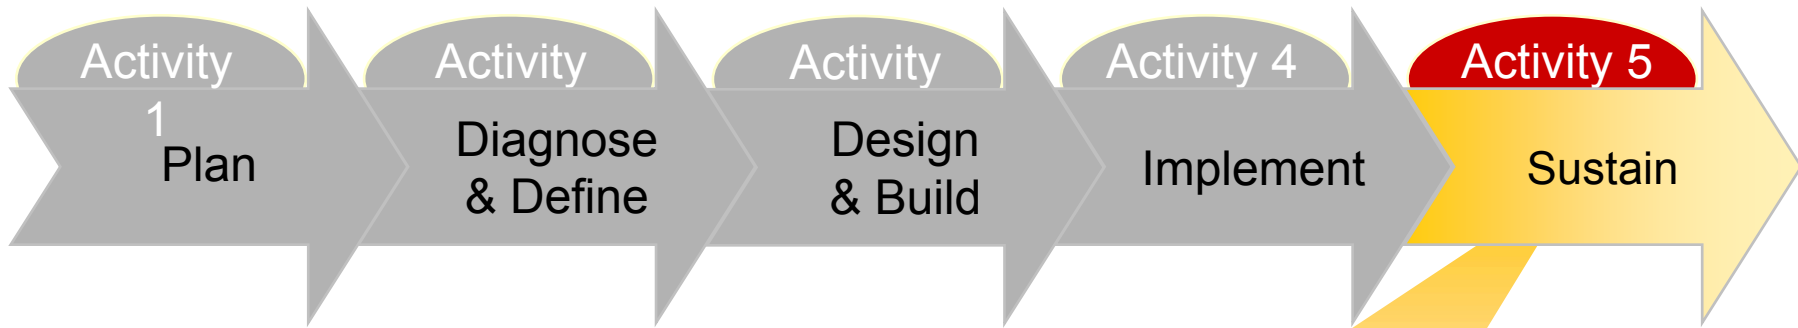 Activity
1
Plan
Activity
Diagnose
& Define
Activity
Design
& Build
Activity 4
Implement
Activity 5
Sustain